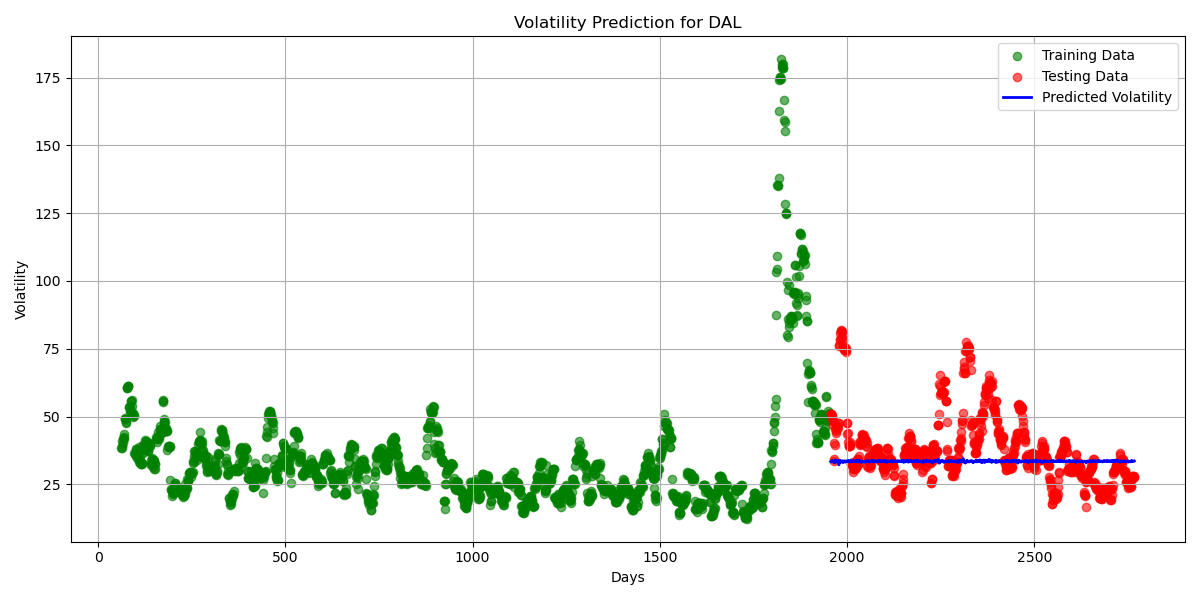 Volatility Prediction for DAL
Training Data
Testing Data
Predicted Volatility
Volatility
175
150
125
100
75
50
25
0
500
1000
1500
2000
2500
Days